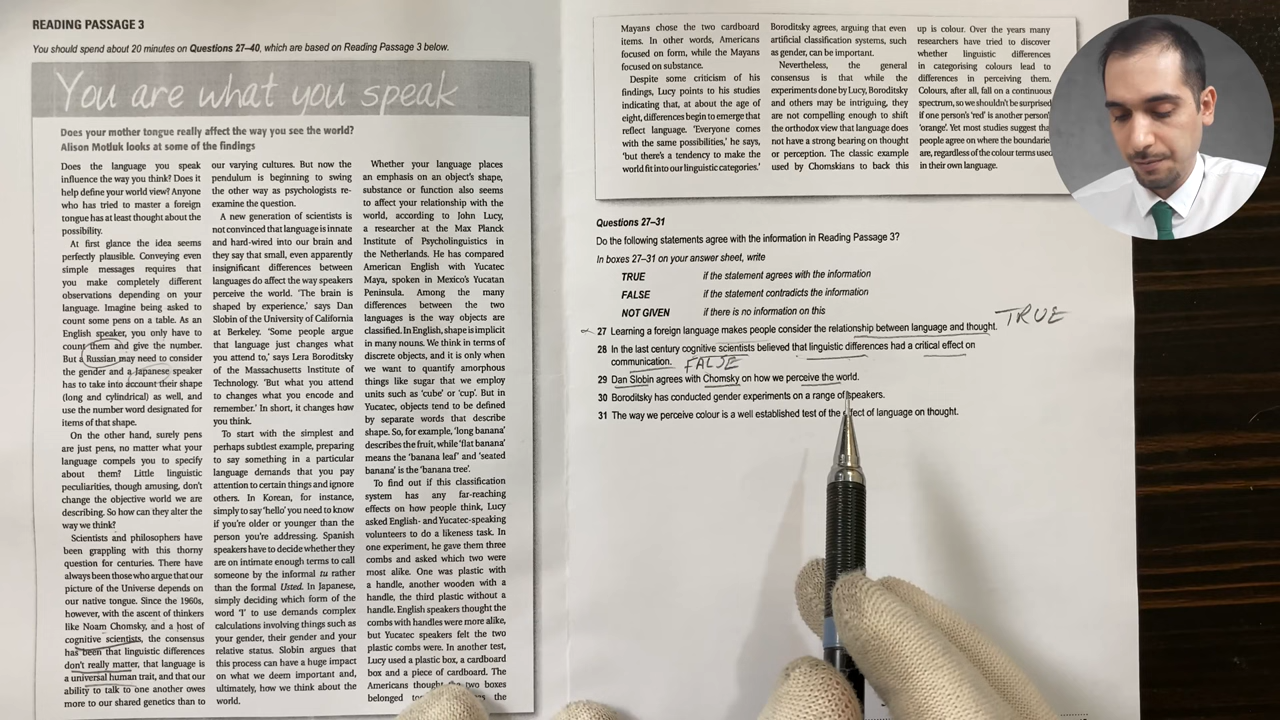 READING PASSAGE 3
You should spend about 20 minutes on Questions 27–40, which are based on Reading Passage 3 below.
You are what you speak
Does your mother tongue really affect the way you see the world?
Alison Motluk looks at some of the findings
Does the language you speak
influence the way you think? Does it
help define your world view? Anyone
who has tried to master a foreign
tongue has at least thought about the
possibility.
At first glance the idea seems
perfectly plausible. Conveying even
simple messages requires that
you make completely different
observations depending on your
language. Imagine being asked to
count some pens on a table. As an
English speaker, you only have to
count them and give the number.
But a Russian may need to consider
the gender and a Japanese speaker
has to take into account their shape
(long and cylindrical) as well, and
use the number word designated for
items of that shape.
On the other hand, surely pens
are just pens, no matter what your
language compels you to specify
about them? Little linguistic
peculiarities, though amusing, don't
change the objective world we are
describing. So how can they alter the
way we think?
Scientists and philosophers have
been grappling with this thorny
question for centuries. There have
always been those who argue that our
picture of the Universe depends on
our native tongue. Since the 1960s,
however, with the ascent of thinkers
like Noam Chomsky, and a host of
cognitive scientists, the consensus
has been that linguistic differences
don't really matter, that language is
a universal human trait, and that our
ability to talk to one another owes
more to our shared genetics than to
our varying cultures. But now the
pendulum is beginning to swing
the other way as psychologists re-
examine the question.
A new generation of scientists is
not convinced that language is innate
and hard-wired into our brain and
they say that small, even apparently
insignificant differences between
languages do affect the way speakers
perceive the world. 'The brain is
shaped by experience,' says Dan
Slobin of the University of California
at Berkeley. 'Some people argue
that language just changes what
you attend to,' says Lera Boroditsky
of the Massachusetts Institute of
Technology. 'But what you attend
to changes what you encode and
remember.' In short, it changes how
you think.
To start with the simplest and
perhaps subtlest example, preparing
to say something in a particular
language demands that you pay
attention to certain things and ignore
others. In Korean, for instance,
simply to say 'hello' you need to know
if you're older or younger than the
person you're addressing. Spanish
speakers have to decide whether they
are on intimate enough terms to call
someone by the informal tu rather
than the formal Usted. In Japanese,
simply deciding which form of the
word 'I' to use demands complex
calculations involving things such as
your gender, their gender and your
relative status. Slobin argues that
this process can have a huge impact
on what we deem important and,
ultimately, how we think about the
world.
Whether your language places
an emphasis on an object's shape,
substance or function also seems
to affect your relationship with the
world, according to John Lucy,
a researcher at the Max Planck
Institute of Psycholinguistics in
the Netherlands. He has compared
American English with Yucatec
Maya, spoken in Mexico's Yucatan
Peninsula. Among the many
differences between the two
languages is the way objects are
classified. In English, shape is implicit
in many nouns. We think in terms of
discrete objects, and it is only when
we want to quantify amorphous
things like sugar that we employ
units such as 'cube' or 'cup'. But in
Yucatec, objects tend to be defined
by separate words that describe
shape. So, for example, 'long banana'
describes the fruit, while 'flat banana'
means the 'banana leaf' and 'seated
banana' is the 'banana tree'.
To find out if this classification
system has any far-reaching
effects on how people think, Lucy
asked English- and Yucatec-speaking
volunteers to do a likeness task. In
one experiment, he gave them three
combs and asked which two were
most alike. One was plastic with
a handle, another wooden with a
handle, the third plastic without a
handle. English speakers thought the
combs with handles were more alike,
but Yucatec speakers felt the two
plastic combs were. In another test,
Lucy used a plastic box, a cardboard
box and a piece of cardboard. The
Americans thought the two boxes
belonged the
Mayans chose the two cardboard
items. In other words, Americans
focused on form, while the Mayans
focused on substance.
Despite some criticism of his
findings, Lucy points to his studies
indicating that, at about the age of
eight, differences begin to emerge that
reflect language. 'Everyone comes
with the same possibilities,' he says,
'but there's a tendency to make the
world fit into our linguistic categories.'
Boroditsky agrees, arguing that even
artificial classification systems, such
as gender, can be important.
Nevertheless, the general
consensus is that while the
experiments done by Lucy, Boroditsky
and others may be intriguing, they
are not compelling enough to shift
the orthodox view that language does
not have a strong bearing on thought
or perception. The classic example
used by Chomskians to back this
up is colour. Over the years many
researchers have tried to discover
whether linguistic differences
in categorising colours lead to
differences in perceiving them.
Colours, after all, fall on a continuous
spectrum, so we shouldn't be surprised
if one person's 'red' is another person'
'orange'. Yet most studies suggest tha
people agree on where the boundarie
are, regardless of the colour terms used
in their own language.
Questions 27–31
Do the following statements agree with the information in Reading Passage 3?
In boxes 27–31 on your answer sheet, write
TRUE if the statement agrees with the information
FALSE if the statement contradicts the information
NOT GIVEN if there is no information on this
27 Learning a foreign language makes people consider the relationship between language and thought. TRUE
28 In the last century cognitive scientists believed that linguistic differences had a critical effect on
communication. FALSE
29 Dan Slobin agrees with Chomsky on how we perceive the world.
30 Boroditsky has conducted gender experiments on a range of speakers.
31 The way we perceive colour is a well established test of the effect of language on thought.